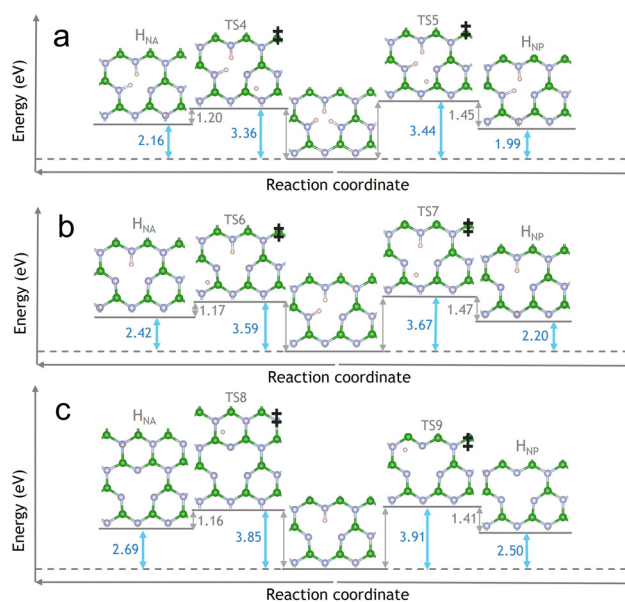 a
H_NA
TS4
TS5
H_NP
Energy (eV)
2.16
1.20
3.36
3.44
1.45
1.99
Reaction coordinate
b
H_NA
TS6
TS7
H_NP
Energy (eV)
2.42
1.17
3.59
3.67
1.47
2.20
Reaction coordinate
c
H_NA
TS8
TS9
H_NP
Energy (eV)
2.69
1.16
3.85
3.91
1.41
2.50
Reaction coordinate